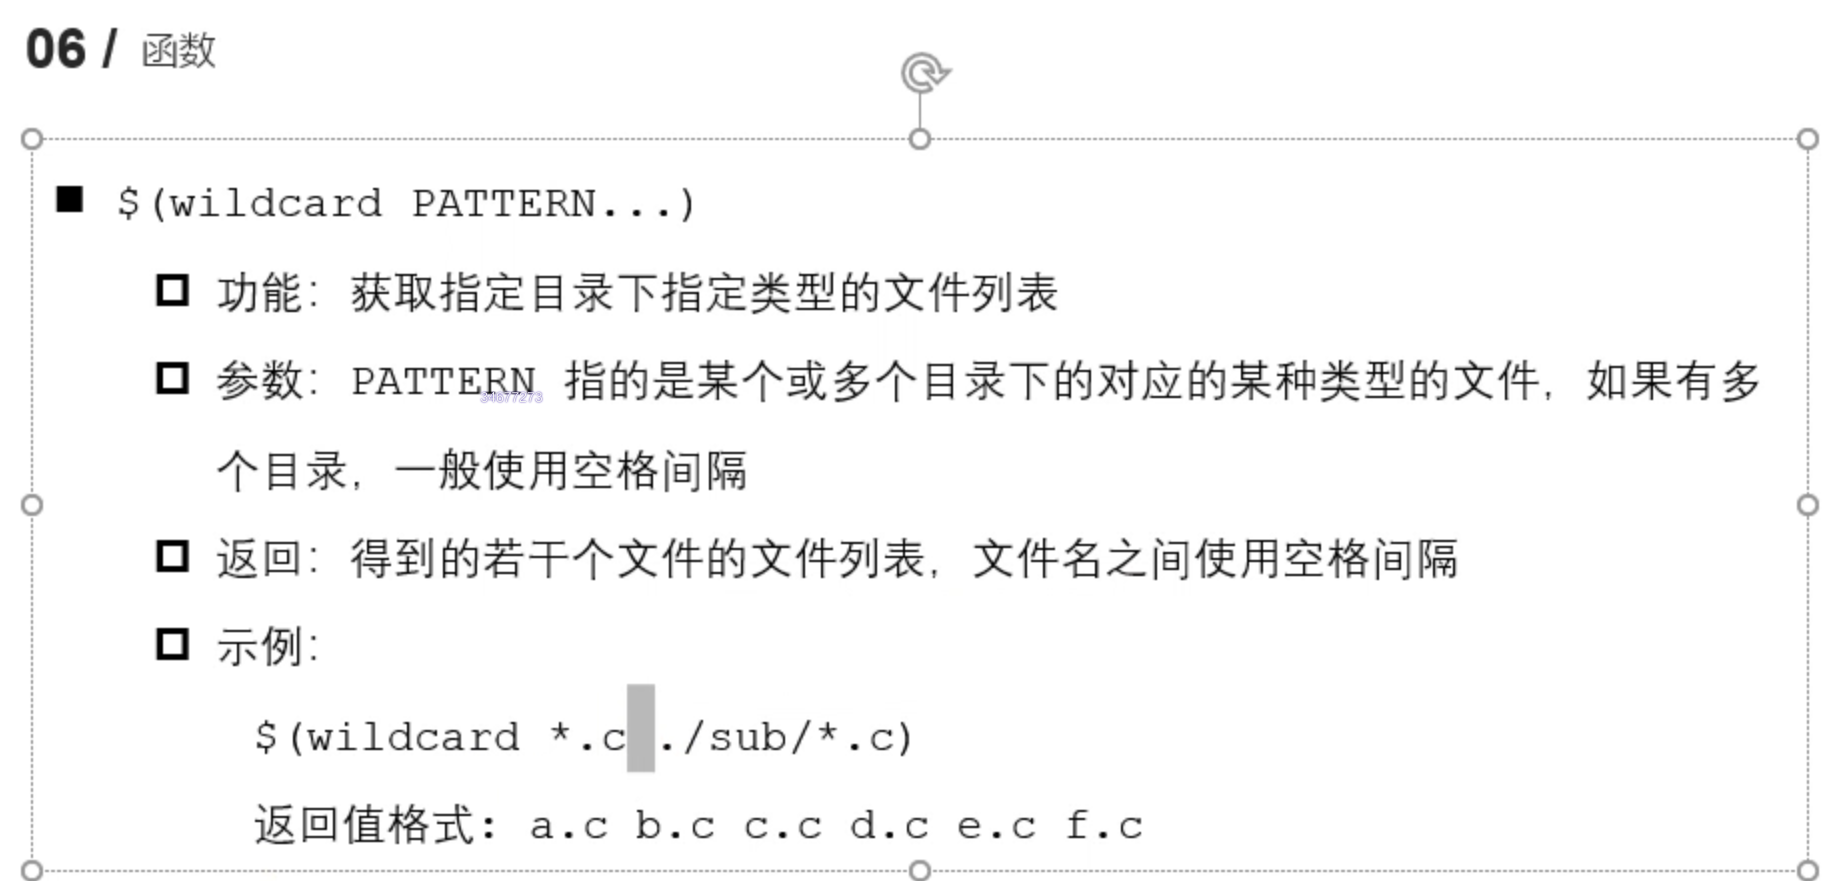 06 / 函数
$(wildcard PATTERN...)
功能：获取指定目录下指定类型的文件列表
参数：PATTERN 指的是某个或多个目录下的对应的某种类型的文件，如果有多
个目录，一般使用空格间隔
返回：得到的若干个文件的文件列表，文件名之间使用空格间隔
示例：
$(wildcard *.c ./sub/*.c)
返回值格式: a.c b.c c.c d.c e.c f.c